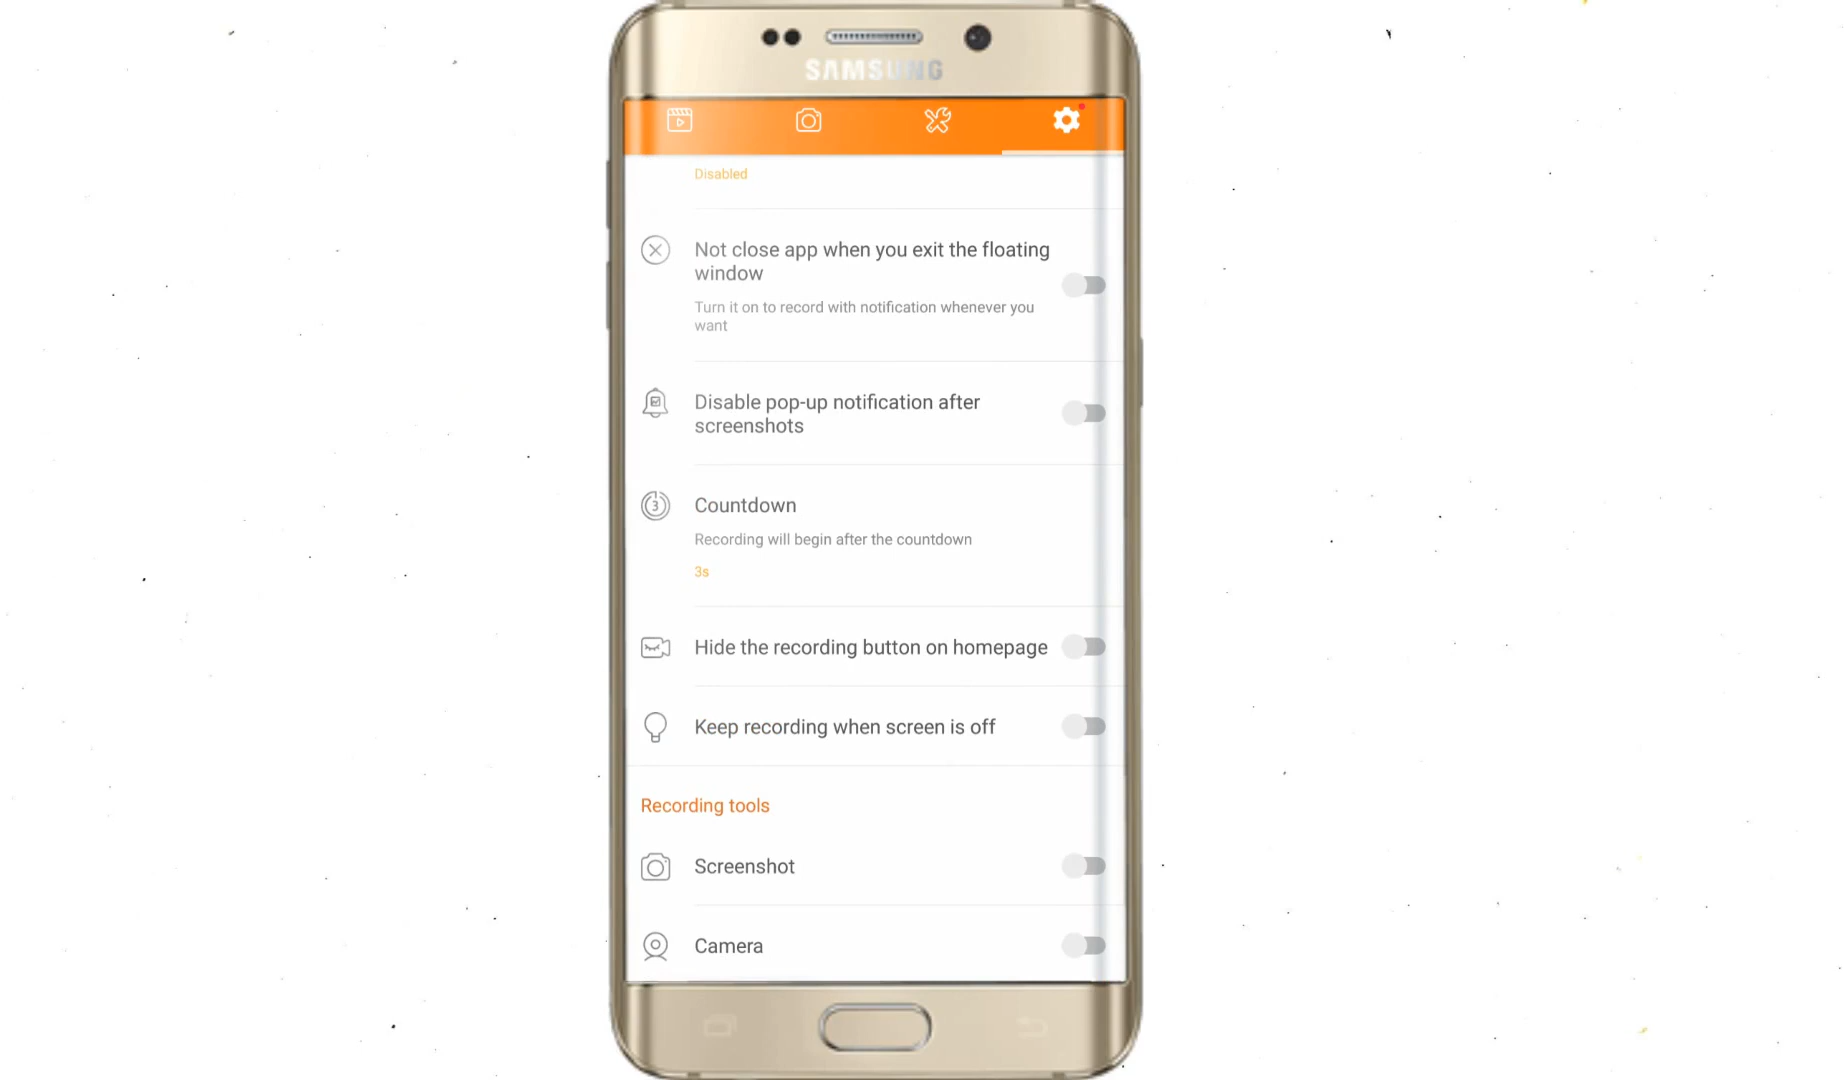 SAMSUNG
Disabled
Not close app when you exit the floating
window
Turn it on to record with notification whenever you
want
Disable pop-up notification after
screenshots
3
Countdown
Recording will begin after the countdown
3s
Hide the recording button on homepage
Keep recording when screen is off
Recording tools
Screenshot
Camera